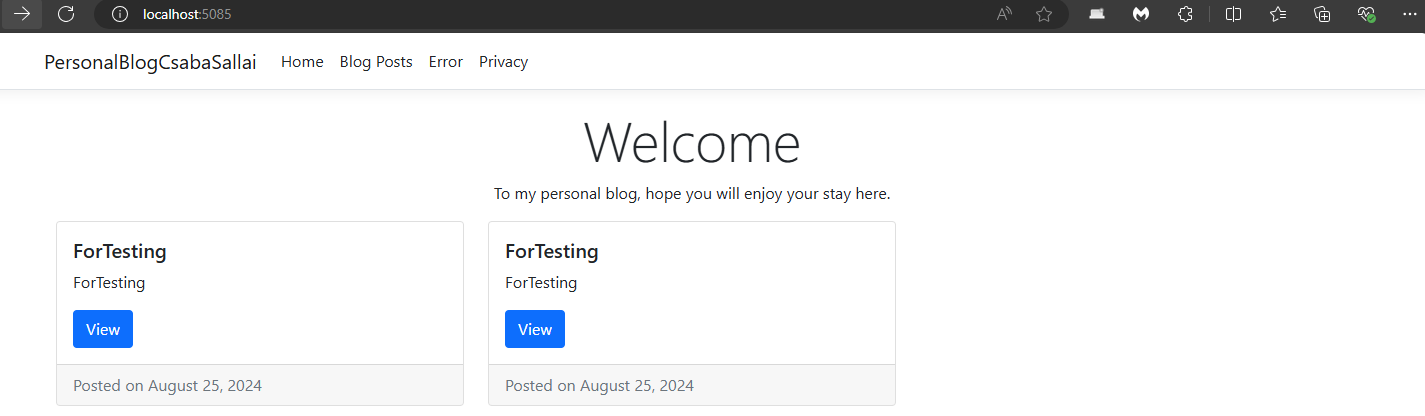 localhost:5085
PersonalBlogCsabaSallai Home Blog Posts Error Privacy
Welcome
To my personal blog, hope you will enjoy your stay here.
ForTesting
ForTesting
View
Posted on August 25, 2024
ForTesting
ForTesting
View
Posted on August 25, 2024